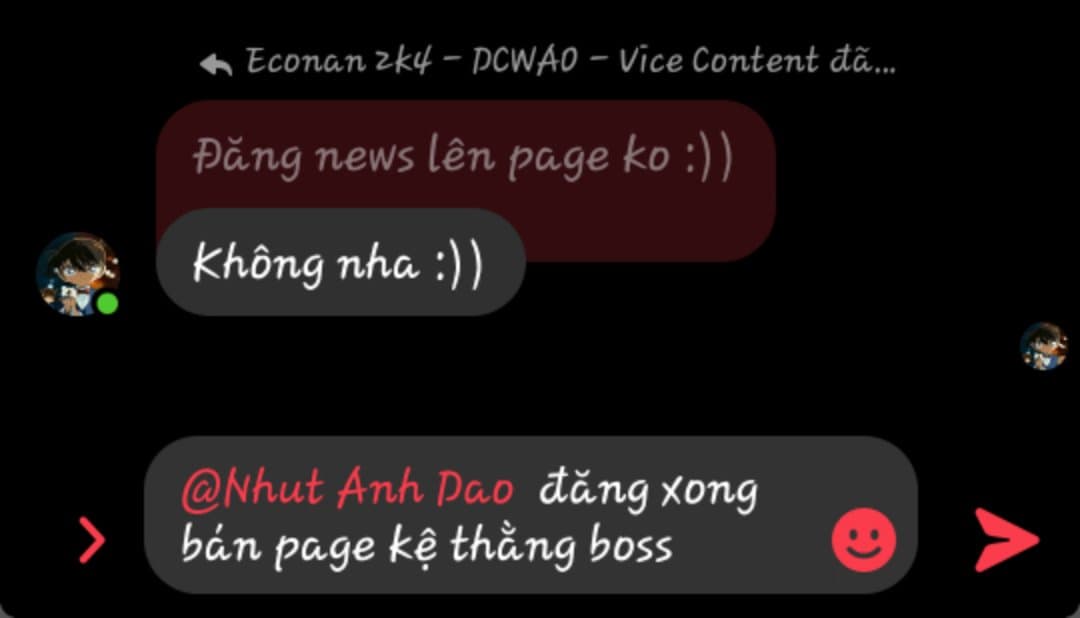 Econan 2k4 - DCWAO - Vice Content đã...
Đăng news lên page ko :))
Không nha :))
@Nhut Anh Dao đăng xong
bán page kệ thằng boss